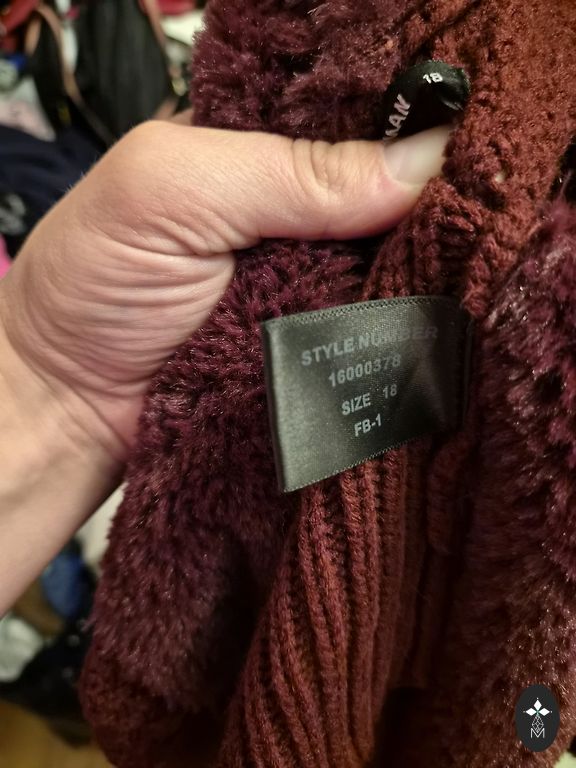 18
STYLE NUMBER
16000378
SIZE 18
FB-1